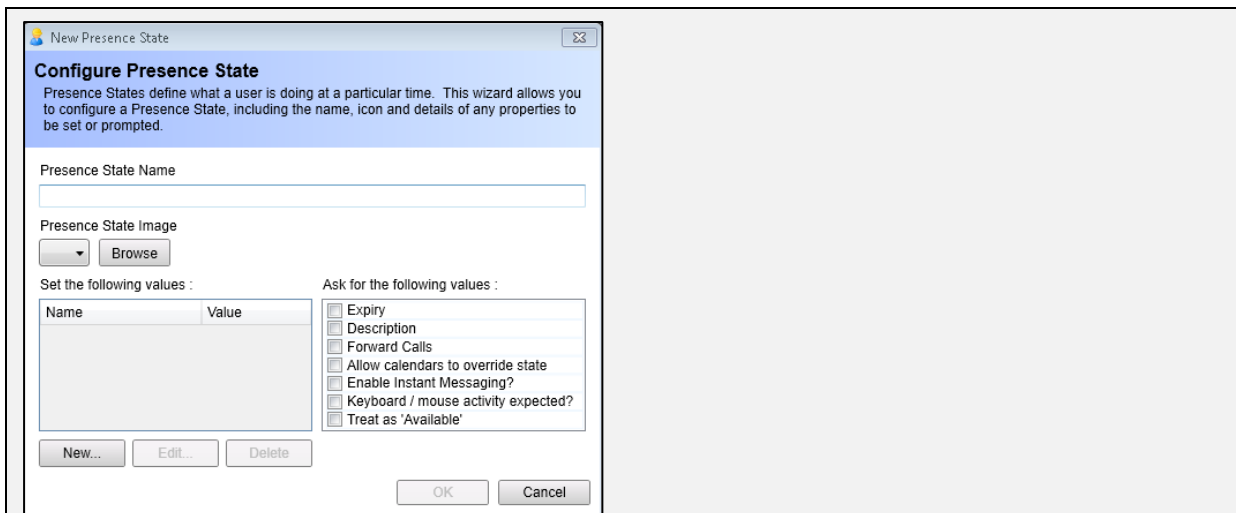 New Presence State
Configure Presence State
Presence States define what a user is doing at a particular time.  This wizard allows you
to configure a Presence State, including the name, icon and details of any properties to
be set or prompted.
Presence State Name
Presence State Image
Browse
Set the following values :
Ask for the following values :
Name Value
Expiry
Description
Forward Calls
Allow calendars to override state
Enable Instant Messaging?
Keyboard / mouse activity expected?
Treat as 'Available'
New... Edit... Delete
OK Cancel